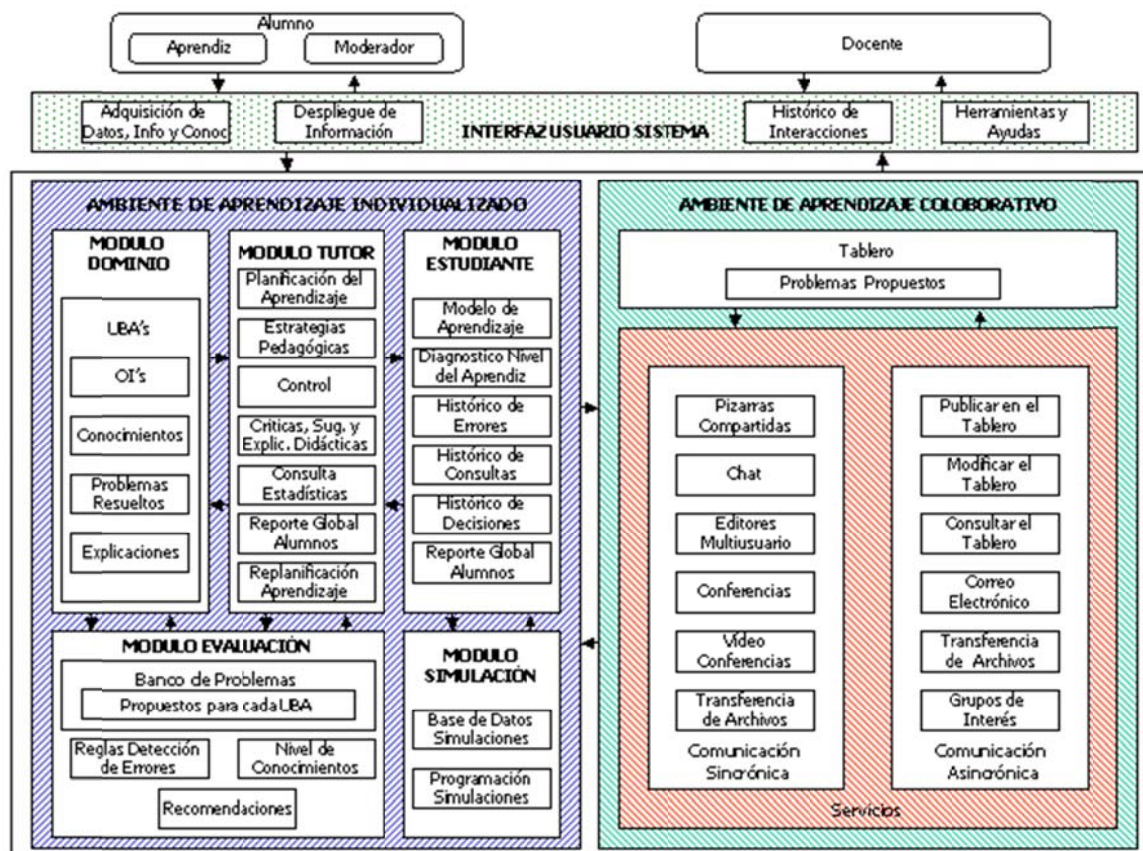 Alumno
Aprendiz
Moderador
Docente
Adquisición de
Datos, Info y Conoc
Despliegue de
Información
INTERFAZ USUARIO SISTEMA
Histórico de
Interacciones
Herramientas y
Ayudas
AMBIENTE DE APRENDIZAJE INDIVIDUALIZADO
MODULO
DOMINIO
UBA's
OI's
Conocimientos
Problemas
Resueltos
Explicaciones
MODULO TUTOR
Planificación del
Aprendizaje
Estrategias
Pedagógicas
Control
Criticas, Sug. y
Explic. Didácticas
Consulta
Estadísticas
Reporte Global
Alumnos
Replanificación
Aprendizaje
MODULO
ESTUDIANTE
Modelo de
Aprendizaje
Diagnostico Nivel
del Aprendiz
Histórico de
Errores
Histórico de
Consultas
Histórico de
Decisiones
Reporte Global
Alumnos
MODULO EVALUACIÓN
Banco de Problemas
Propuestos para cada UBA
Reglas Detección
de Errores
Nivel de
Conocimientos
Recomendaciones
MODULO
SIMULACIÓN
Base de Datos
Simulaciones
Programación
Simulaciones
AMBIENTE DE APRENDIZAJE COLOBORATIVO
Tablero
Problemas Propuestos
Pizarras
Compartidas
Chat
Editores
Multiusuario
Conferencias
Vídeo
Conferencias
Transferencia
de Archivos
Comunicación
Sincrónica
Publicar en el
Tablero
Modificar el
Tablero
Consultar el
Tablero
Correo
Electrónico
Transferencia
de Archivos
Grupos de
Interés
Comunicación
Asincrónica
Servicios